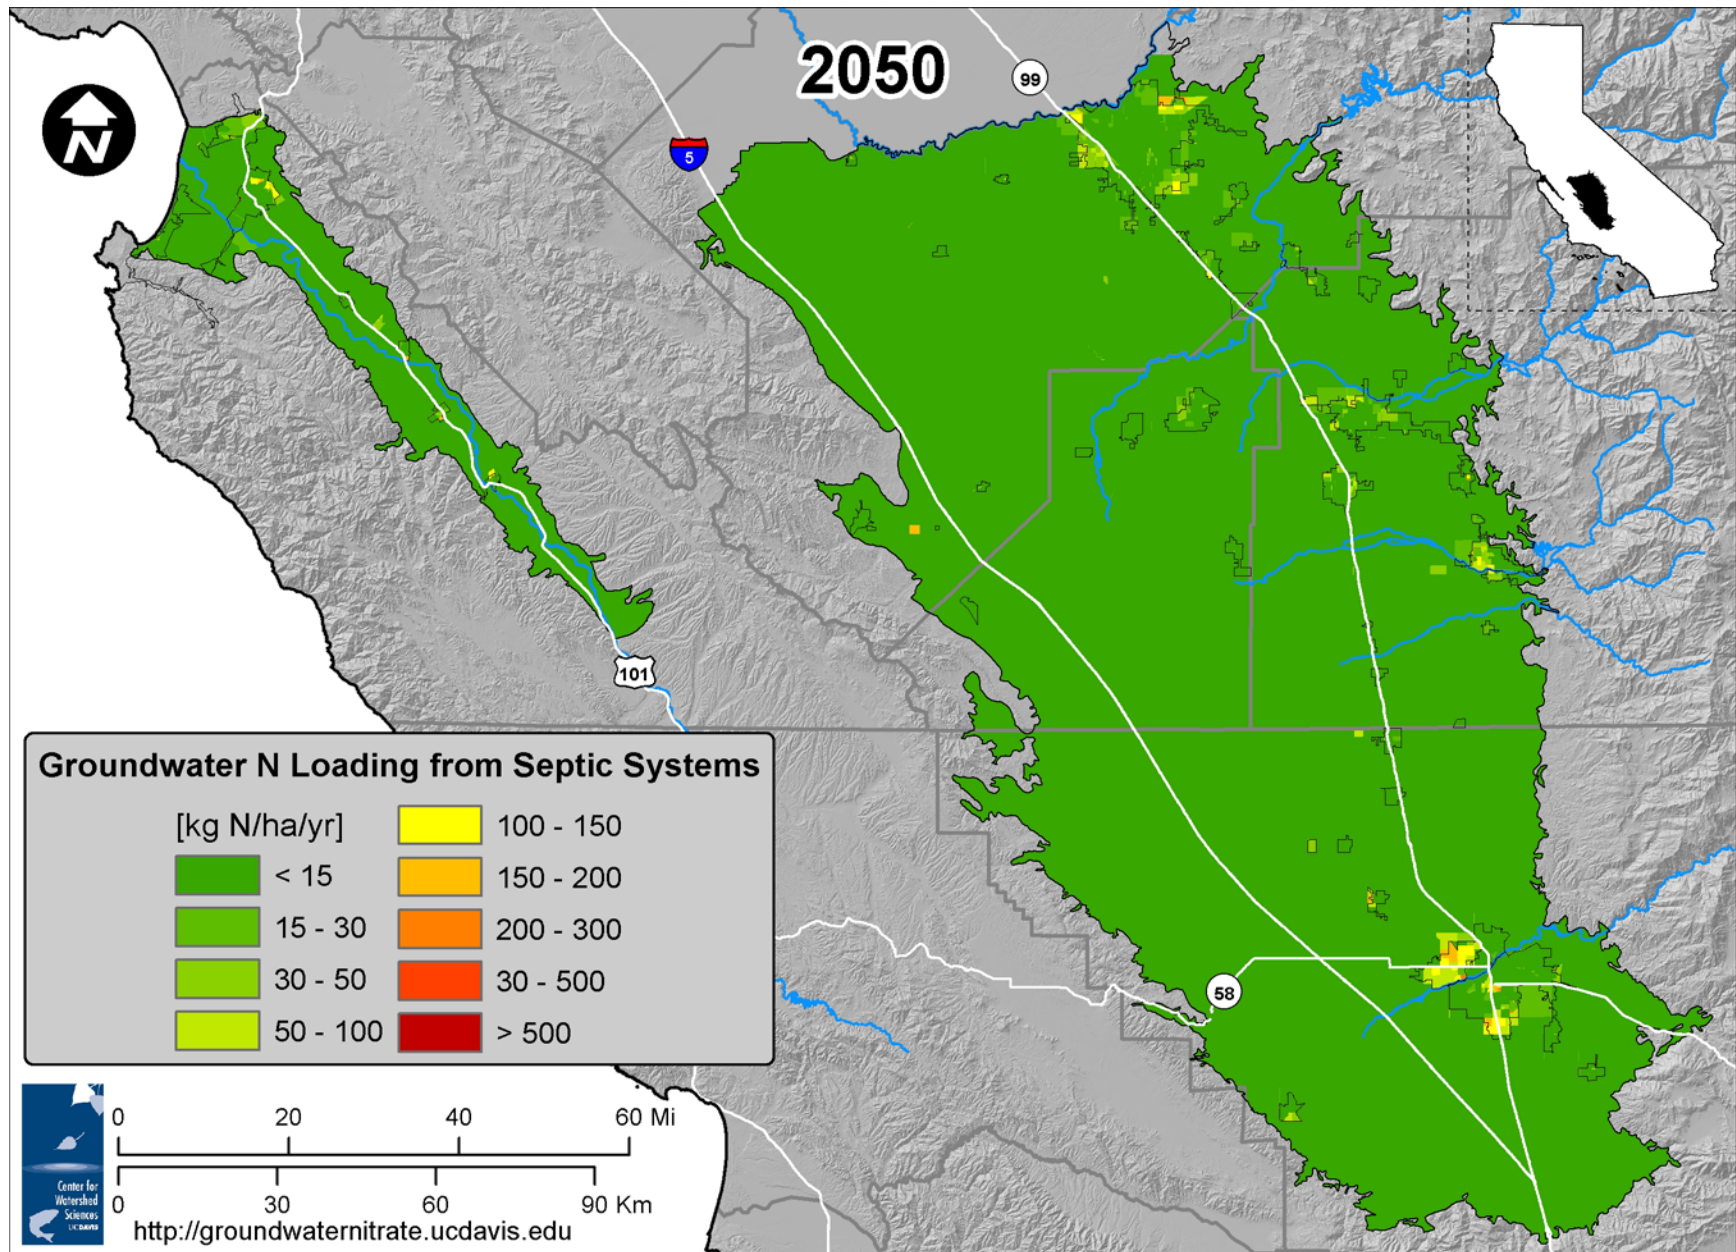 2050
99
N
5
101
Groundwater N Loading from Septic Systems
[kg N/ha/yr]
< 15
15 - 30
30 - 50
50 - 100
100 - 150
150 - 200
200 - 300
30 - 500
> 500
58
0 20 40 60 Mi
0 30 60 90 Km
Center for
Watershed
Sciences
UC DAVIS
http://groundwaternitrate.ucdavis.edu